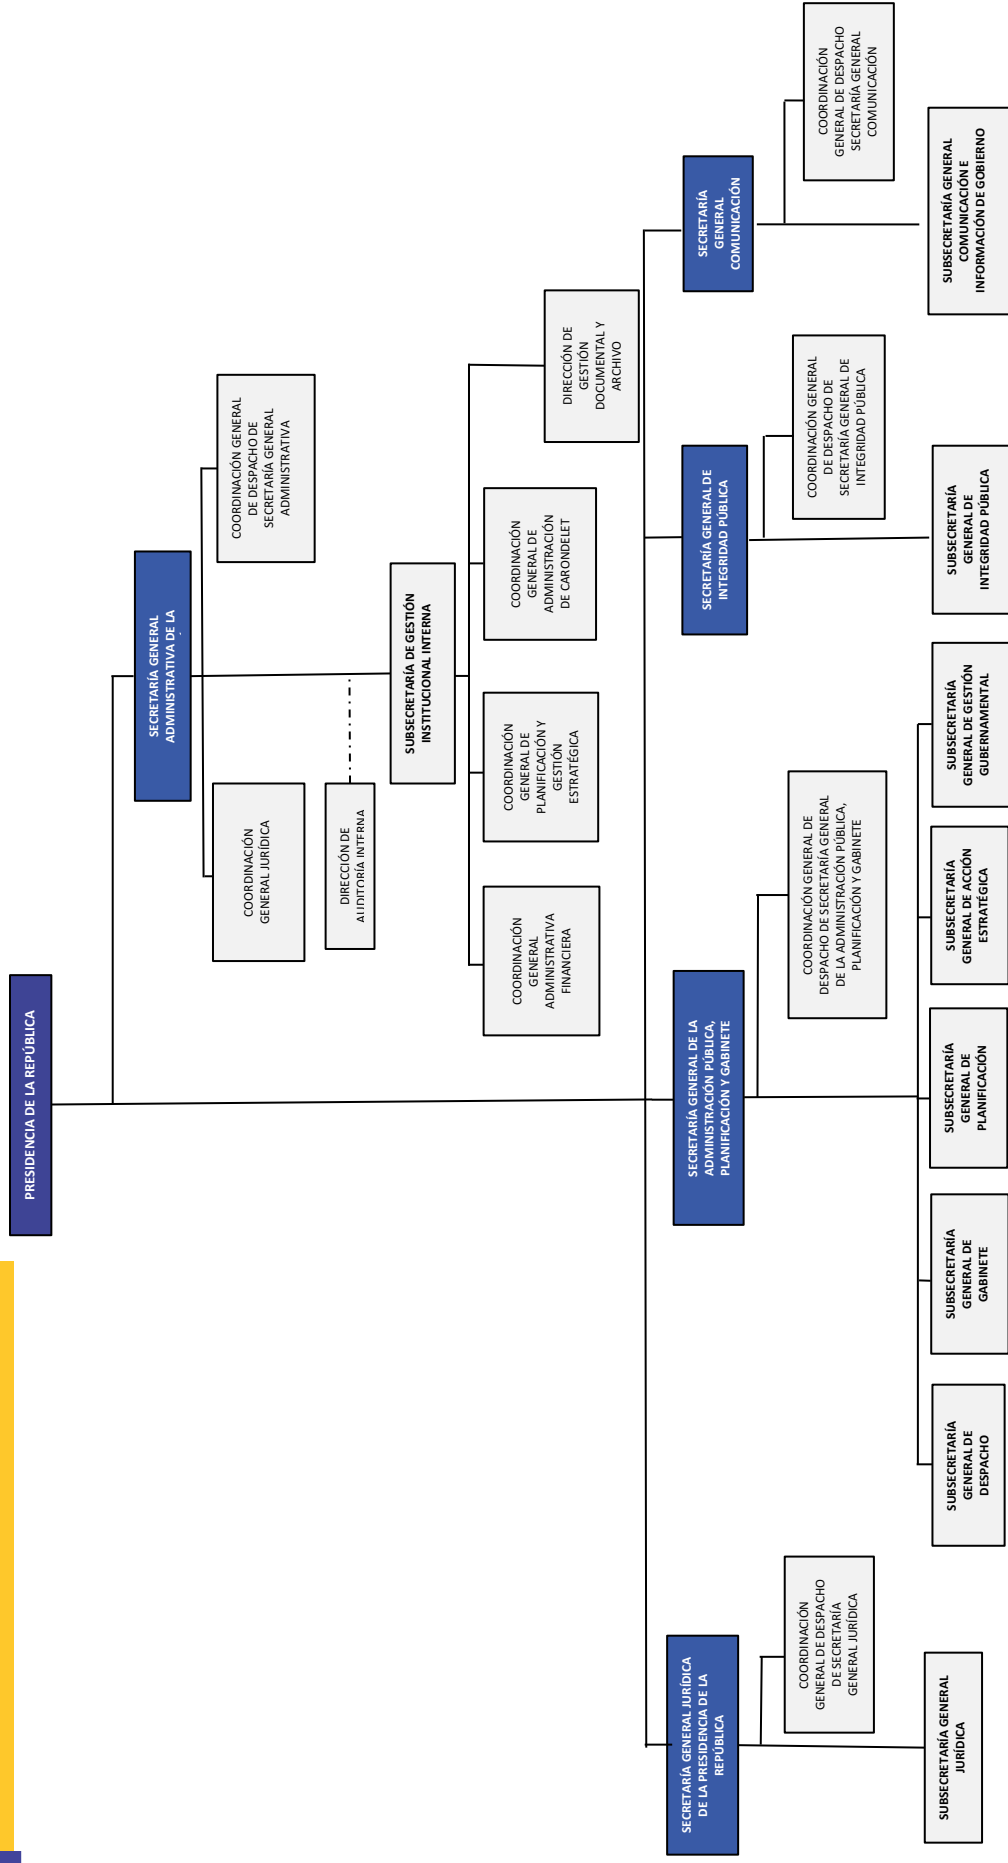 PRESIDENCIA DE LA REPÚBLICA
SECRETARÍA GENERAL
ADMINISTRATIVA DE LA
COORDINACIÓN
GENERAL JURÍDICA
COORDINACIÓN GENERAL
DE DESPACHO DE
SECRETARÍA GENERAL
ADMINISTRATIVA
DIRECCIÓN DE
AUDITORÍA INTERNA
SUBSECRETARÍA DE GESTIÓN
INSTITUCIONAL INTERNA
COORDINACIÓN
GENERAL
ADMINISTRATIVA
FINANCIERA
COORDINACIÓN
GENERAL DE
PLANIFICACIÓN Y
GESTIÓN
ESTRATÉGICA
COORDINACIÓN
GENERAL DE
ADMINISTRACIÓN
DE CARONDELET
DIRECCIÓN DE
GESTIÓN
DOCUMENTAL Y
ARCHIVO
SECRETARÍA GENERAL JURÍDICA
DE LA PRESIDENCIA DE LA
REPÚBLICA
SECRETARÍA GENERAL DE LA
ADMINISTRACIÓN PÚBLICA,
PLANIFICACIÓN Y GABINETE
SECRETARÍA GENERAL DE
INTEGRIDAD PÚBLICA
SECRETARÍA
GENERAL
COMUNICACIÓN
COORDINACIÓN
GENERAL DE DESPACHO
DE SECRETARÍA
GENERAL JURÍDICA
COORDINACIÓN GENERAL DE
DESPACHO DE SECRETARÍA GENERAL
DE LA ADMINISTRACIÓN PÚBLICA,
PLANIFICACIÓN Y GABINETE
COORDINACIÓN GENERAL
DE DESPACHO DE
SECRETARÍA GENERAL DE
INTEGRIDAD PÚBLICA
COORDINACIÓN
GENERAL DE DESPACHO
SECRETARÍA GENERAL
COMUNICACIÓN
SUBSECRETARÍA GENERAL
JURÍDICA
SUBSECRETARÍA
GENERAL DE
DESPACHO
SUBSECRETARÍA
GENERAL DE
GABINETE
SUBSECRETARÍA
GENERAL DE
PLANIFICACIÓN
SUBSECRETARÍA
GENERAL DE ACCIÓN
ESTRATÉGICA
SUBSECRETARÍA
GENERAL DE GESTIÓN
GUBERNAMENTAL
SUBSECRETARÍA
GENERAL DE
INTEGRIDAD PÚBLICA
SUBSECRETARÍA GENERAL
COMUNICACIÓN E
INFORMACIÓN DE GOBIERNO